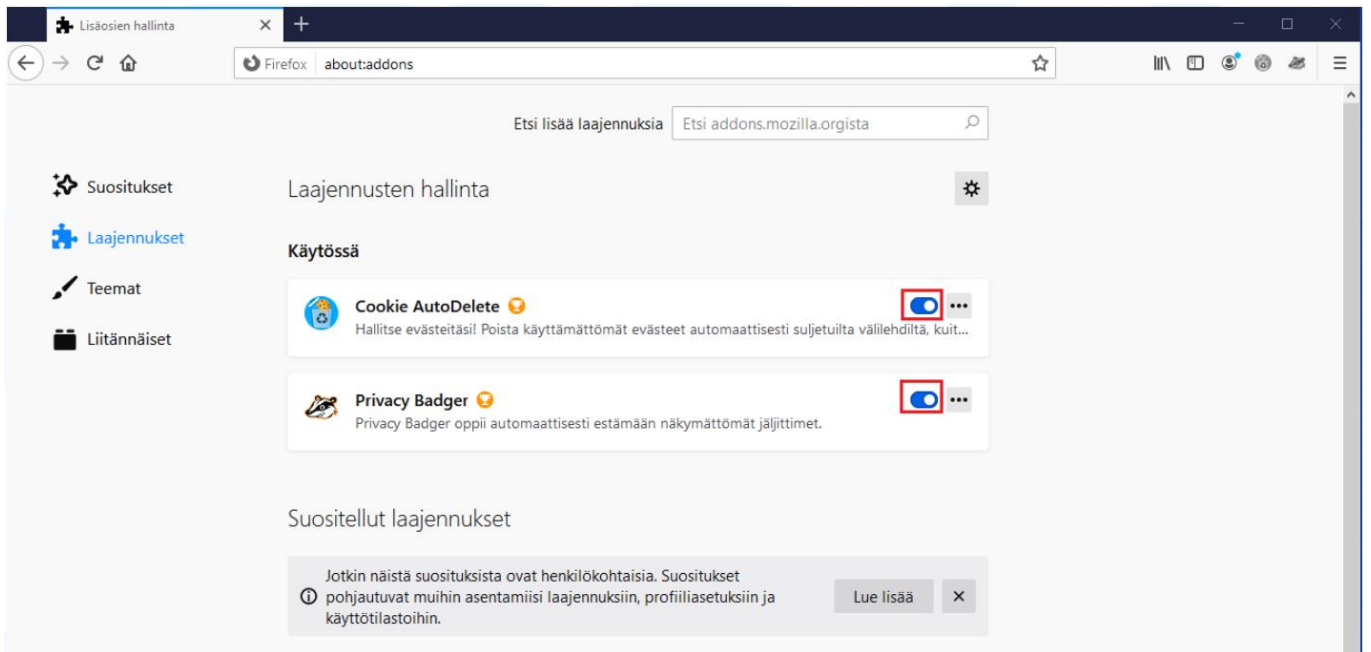 Lisäosien hallinta
Firefox about:addons
Etsi lisää laajennuksia Etsi addons.mozilla.orgista
Suositukset
Laajennukset
Teemat
Liitännäiset
Laajennusten hallinta
Käytössä
Cookie AutoDelete
Hallitse evästeitäsi! Poista käyttämättömät evästeet automaattisesti suljetuilta välilehdiltä, kuit...
Privacy Badger
Privacy Badger oppii automaattisesti estämään näkymättömät jäljittimet.
Suositellut laajennukset
Jotkin näistä suosituksista ovat henkilökohtaisia. Suositukset
pohjautuvat muihin asentamiisi laajennuksiin, profiiliasetuksiin ja
käyttötilastoihin.
Lue lisää